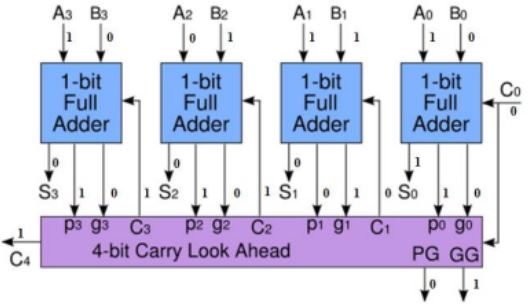 A3 B3 A2 B2 A1 B1 A0 B0
1 0 0 1 1 1 1 0
1-bit Full Adder 1-bit Full Adder 1-bit Full Adder 1-bit Full Adder
C0
0
0 1 0 1 0 1 0 1 0 0 1 0 1 1 0
S3 S2 S1 S0
p3 g3 C3 p2 g2 C2 p1 g1 C1 p0 g0
1
C4
4-bit Carry Look Ahead PG GG
0 1